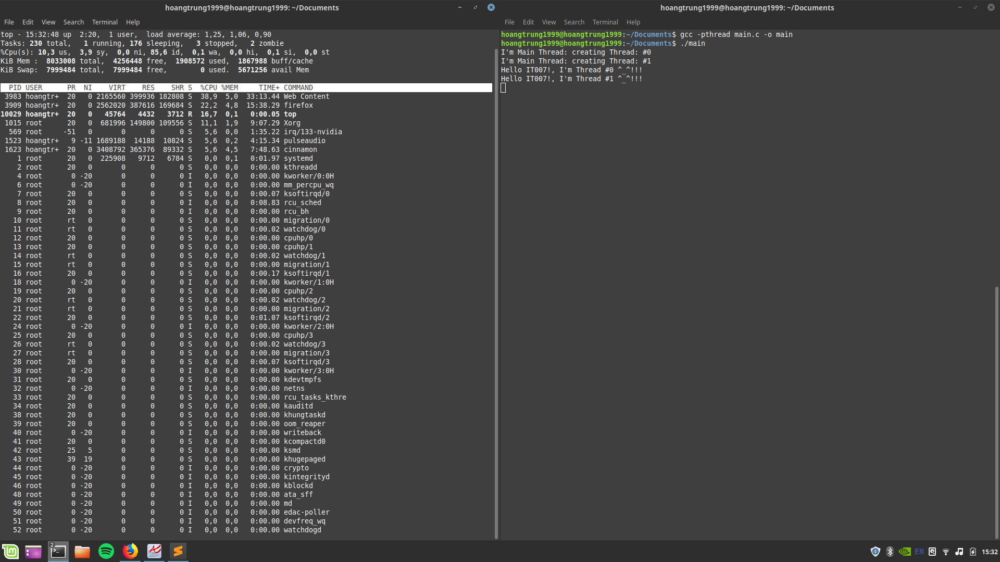 hoangtrung1999@hoangtrung1999: ~/Documents
File Edit View Search Terminal Help
top - 15:32:48 up  2:20,  1 user,  load average: 1,25, 1,06, 0,90
Tasks: 230 total,   1 running, 176 sleeping,   3 stopped,   2 zombie
%Cpu(s): 10,3 us,  3,9 sy,  0,0 ni, 85,6 id,  0,1 wa,  0,0 hi,  0,1 si,  0,0 st
KiB Mem :  8033008 total,  4256448 free,  1908572 used,  1867988 buff/cache
KiB Swap:  7999484 total,  7999484 free,        0 used.  5671256 avail Mem
PID USER      PR  NI    VIRT    RES    SHR S  %CPU %MEM     TIME+ COMMAND
3983 hoangtr+  20   0 2165560 399936 182808 S  38,9  5,0  33:13.44 Web Content
3909 hoangtr+  20   0 2562020 387616 169684 S  22,2  4,8  15:38.29 firefox
10029 hoangtr+  20   0   45764   4432   3712 R  16,7  0,1   0:00.05 top
1015 root      20   0  681996 149800 109556 S  11,1  1,9   9:07.29 Xorg
569 root     -51   0       0      0      0 S   5,6  0,0   1:35.22 irq/133-nvidia
1523 hoangtr+   9 -11 1689188  14188  10824 S   5,6  0,2   4:15.34 pulseaudio
1623 hoangtr+  20   0 3408792 365376  89332 S   5,6  4,5   7:48.63 cinnamon
1 root      20   0  225908   9712   6784 S   0,0  0,1   0:01.97 systemd
2 root      20   0       0      0      0 S   0,0  0,0   0:00.00 kthreadd
4 root       0 -20       0      0      0 I   0,0  0,0   0:00.00 kworker/0:0H
6 root       0 -20       0      0      0 I   0,0  0,0   0:00.00 mm_percpu_wq
7 root      20   0       0      0      0 S   0,0  0,0   0:00.07 ksoftirqd/0
8 root      20   0       0      0      0 I   0,0  0,0   0:08.83 rcu_sched
9 root      20   0       0      0      0 I   0,0  0,0   0:00.00 rcu_bh
10 root      rt   0       0      0      0 S   0,0  0,0   0:00.00 migration/0
11 root      rt   0       0      0      0 S   0,0  0,0   0:00.02 watchdog/0
12 root      20   0       0      0      0 S   0,0  0,0   0:00.00 cpuhp/0
13 root      20   0       0      0      0 S   0,0  0,0   0:00.00 cpuhp/1
14 root      rt   0       0      0      0 S   0,0  0,0   0:00.02 watchdog/1
15 root      rt   0       0      0      0 S   0,0  0,0   0:00.00 migration/1
16 root      20   0       0      0      0 S   0,0  0,0   0:00.17 ksoftirqd/1
18 root       0 -20       0      0      0 I   0,0  0,0   0:00.00 kworker/1:0H
19 root      20   0       0      0      0 S   0,0  0,0   0:00.00 cpuhp/2
20 root      rt   0       0      0      0 S   0,0  0,0   0:00.02 watchdog/2
21 root      rt   0       0      0      0 S   0,0  0,0   0:00.00 migration/2
22 root      20   0       0      0      0 S   0,0  0,0   0:01.07 ksoftirqd/2
24 root       0 -20       0      0      0 I   0,0  0,0   0:00.00 kworker/2:0H
25 root      20   0       0      0      0 S   0,0  0,0   0:00.00 cpuhp/3
26 root      rt   0       0      0      0 S   0,0  0,0   0:00.02 watchdog/3
27 root      rt   0       0      0      0 S   0,0  0,0   0:00.00 migration/3
28 root      20   0       0      0      0 S   0,0  0,0   0:00.07 ksoftirqd/3
30 root       0 -20       0      0      0 I   0,0  0,0   0:00.00 kworker/3:0H
31 root      20   0       0      0      0 S   0,0  0,0   0:00.00 kdevtmpfs
32 root       0 -20       0      0      0 I   0,0  0,0   0:00.00 netns
33 root      20   0       0      0      0 S   0,0  0,0   0:00.00 rcu_tasks_kthre
34 root      20   0       0      0      0 S   0,0  0,0   0:00.00 kauditd
38 root      20   0       0      0      0 S   0,0  0,0   0:00.00 khungtaskd
39 root      20   0       0      0      0 S   0,0  0,0   0:00.00 oom_reaper
40 root       0 -20       0      0      0 I   0,0  0,0   0:00.00 writeback
41 root      20   0       0      0      0 S   0,0  0,0   0:00.00 kcompactd0
42 root      25   5       0      0      0 S   0,0  0,0   0:00.00 ksmd
43 root      39  19       0      0      0 S   0,0  0,0   0:00.00 khugepaged
44 root       0 -20       0      0      0 I   0,0  0,0   0:00.00 crypto
45 root       0 -20       0      0      0 I   0,0  0,0   0:00.00 kintegrityd
46 root       0 -20       0      0      0 I   0,0  0,0   0:00.00 kblockd
48 root       0 -20       0      0      0 I   0,0  0,0   0:00.00 ata_sff
49 root       0 -20       0      0      0 I   0,0  0,0   0:00.00 md
50 root       0 -20       0      0      0 I   0,0  0,0   0:00.00 edac-poller
51 root       0 -20       0      0      0 I   0,0  0,0   0:00.00 devfreq_wq
52 root       0 -20       0      0      0 I   0,0  0,0   0:00.00 watchdogd
hoangtrung1999@hoangtrung1999: ~/Documents
File Edit View Search Terminal Help
hoangtrung1999@hoangtrung1999:~/Documents$ gcc -pthread main.c -o main
hoangtrung1999@hoangtrung1999:~/Documents$ ./main
I'm Main Thread: creating Thread: #0
I'm Main Thread: creating Thread: #1
Hello IT007!, I'm Thread #0 ^_^!!!
Hello IT007!, I'm Thread #1 ^_^!!!
2
EN
15:32